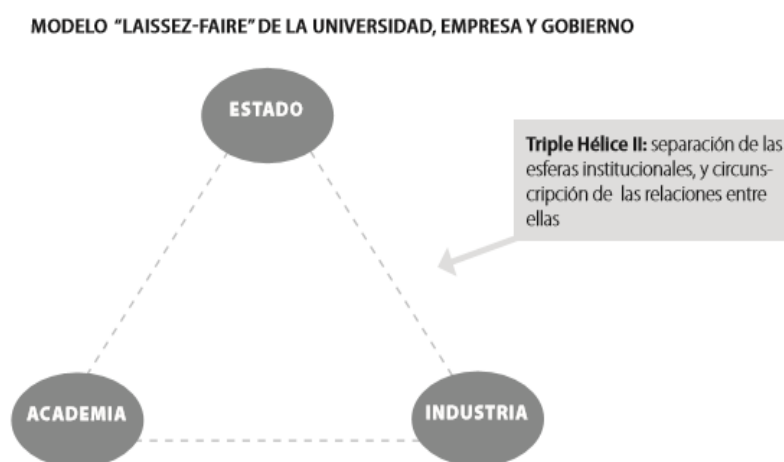 MODELO “LAISSEZ-FAIRE” DE LA UNIVERSIDAD, EMPRESA Y GOBIERNO
ESTADO
Triple Hélice II: separación de las
esferas institucionales, y circuns-
cripción de las relaciones entre
ellas
ACADEMIA
INDUSTRIA